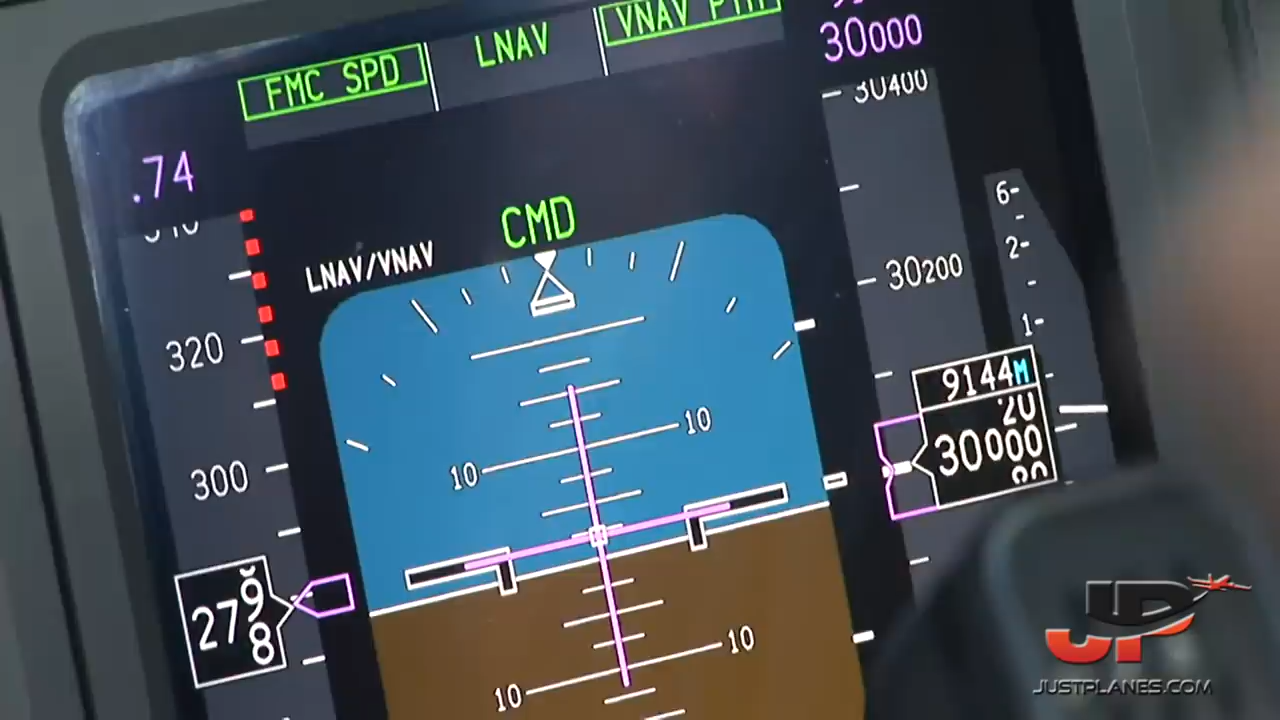 FMC SPD
LNAV
VNAV PTH
30000
.74
30400
6
CMD
LNAV/VNAV
2
30200
1
320
9144M
20
10
30000
10
300
279
8
10
10
JP
JUSTPLANES.COM